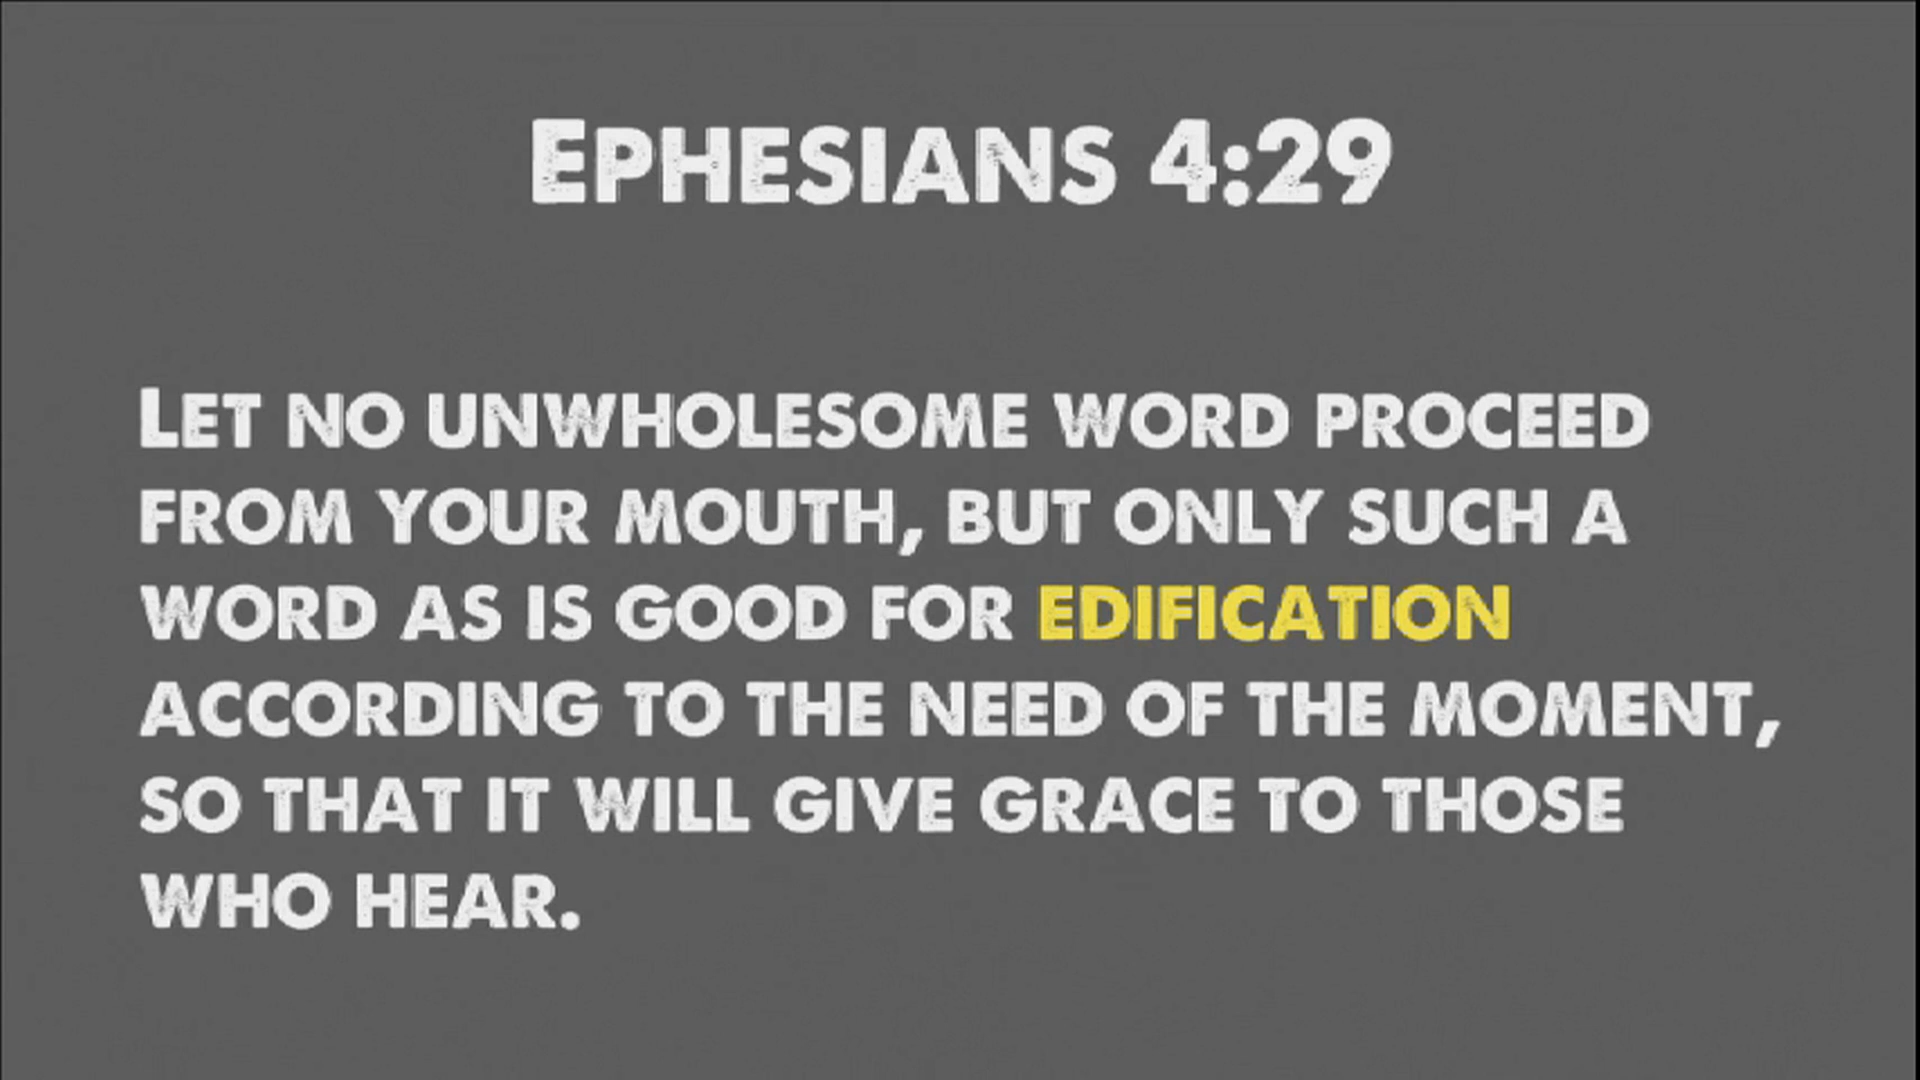 Ephesians 4:29
Let no unwholesome word proceed
from your mouth, but only such a
word as is good for edification
according to the need of the moment,
so that it will give grace to those
who hear.